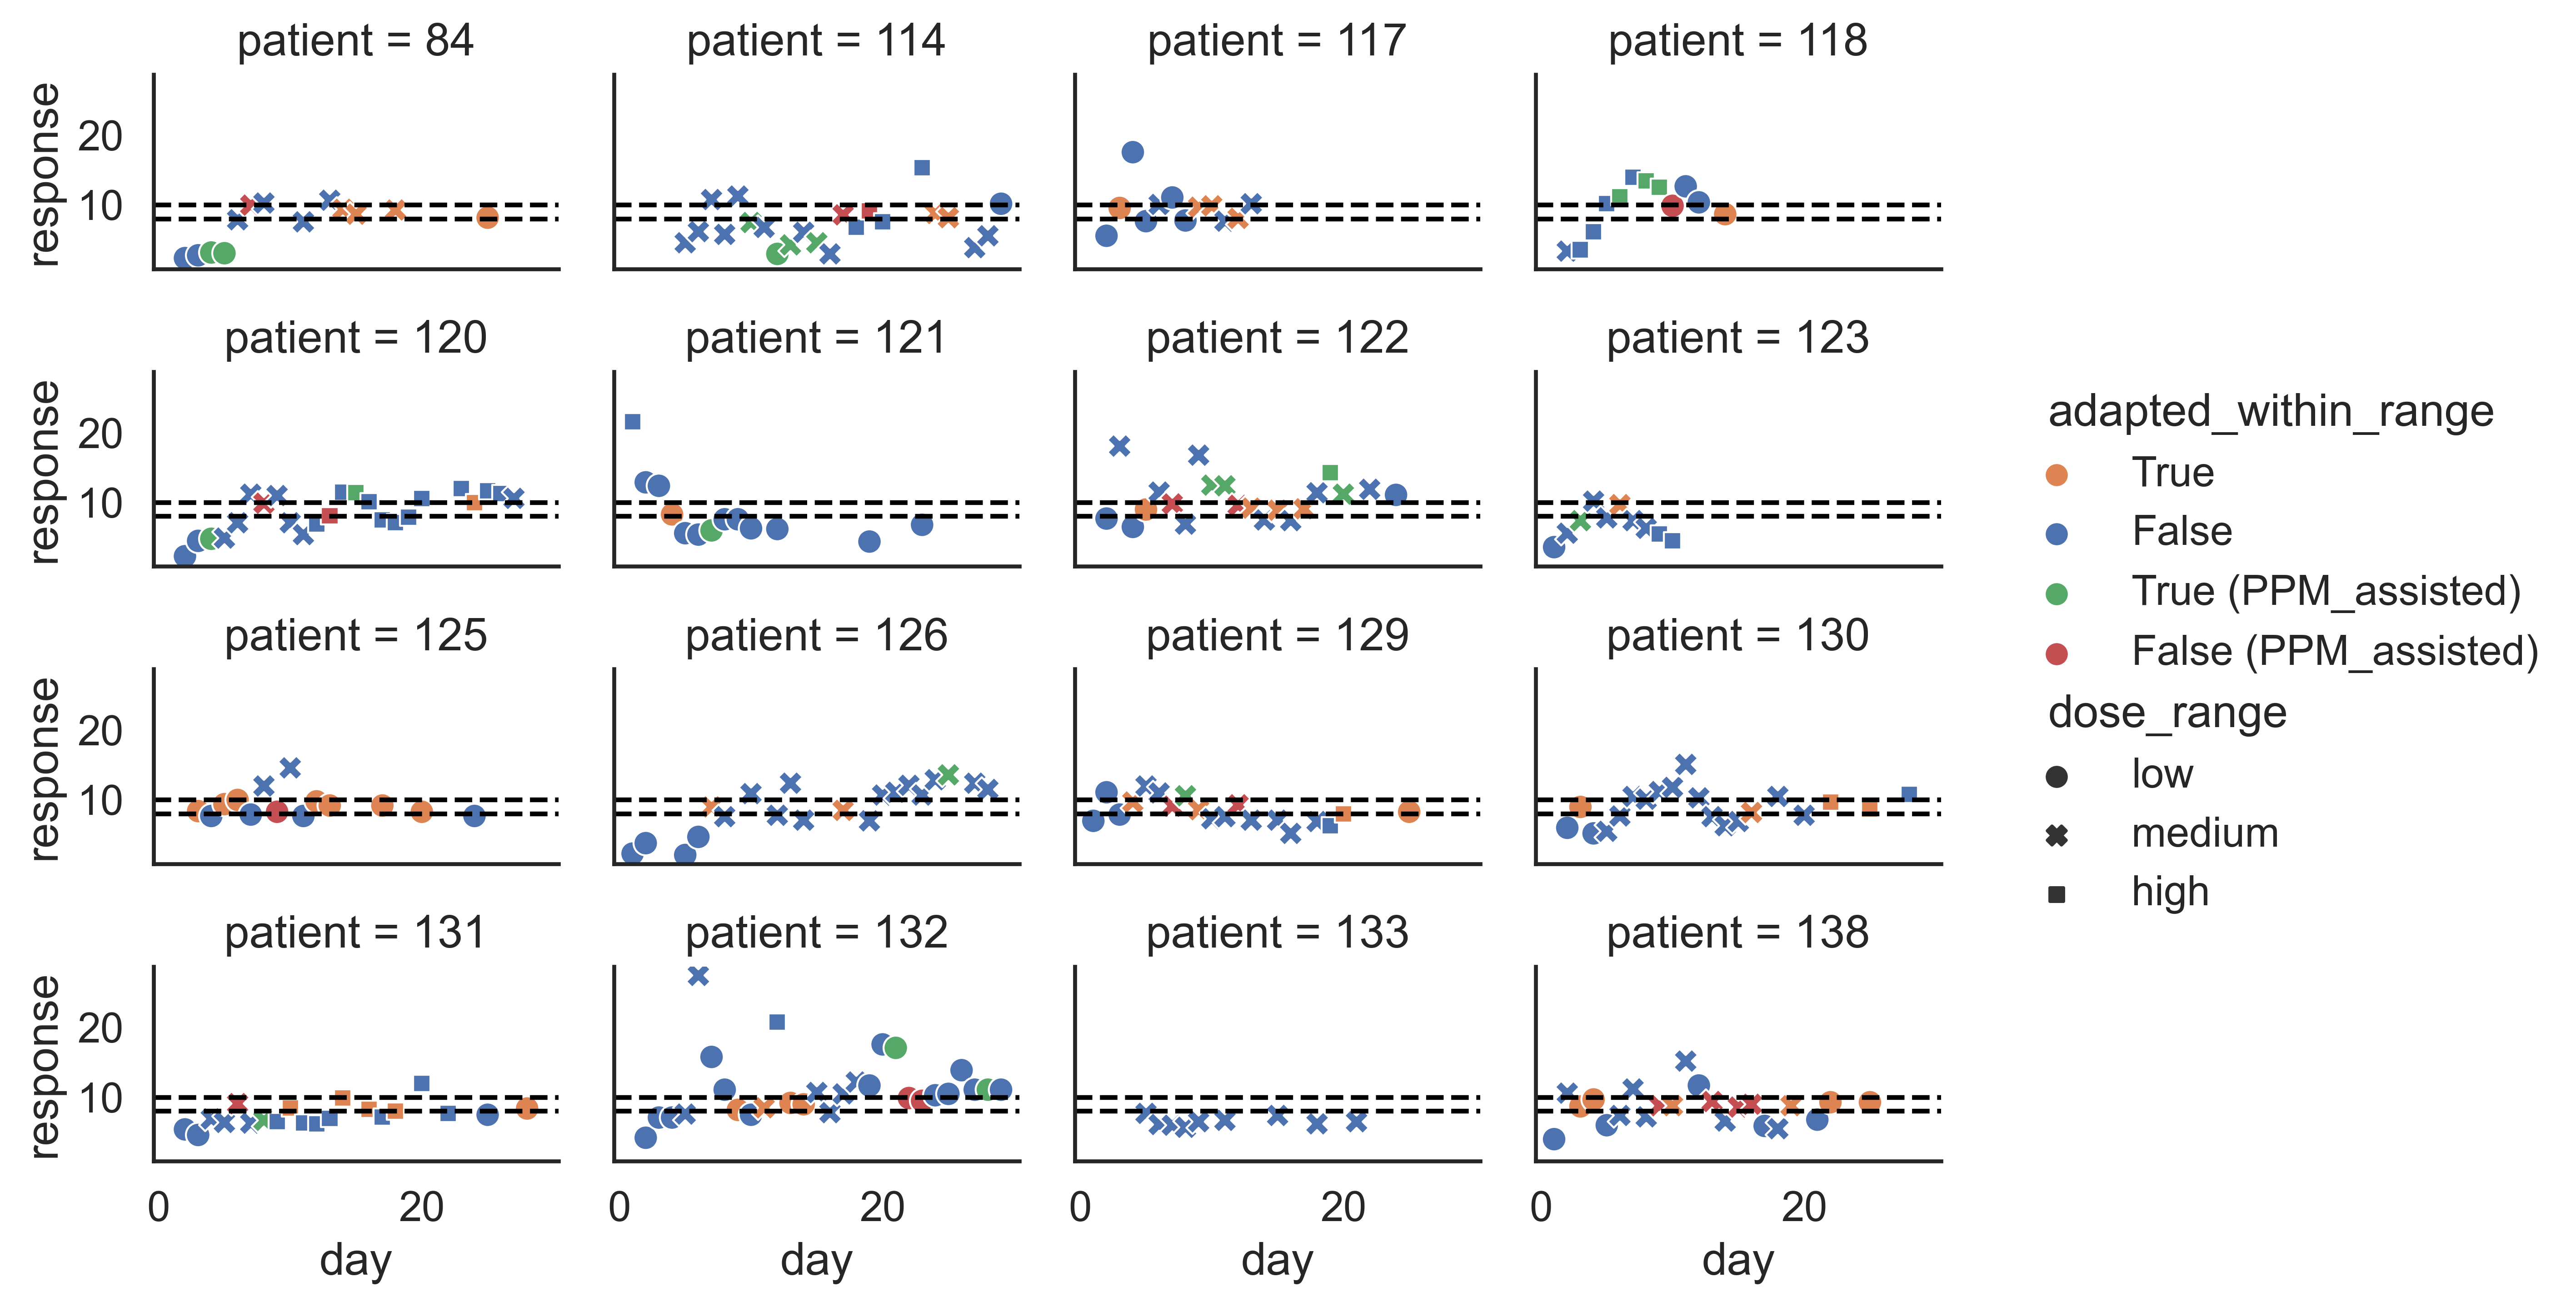 patient = 84
patient = 114
patient = 117
patient = 118
response
20
10
patient = 120
patient = 121
patient = 122
patient = 123
response
20
10
adapted_within_range
True
False
True (PPM_assisted)
False (PPM_assisted)
dose_range
low
medium
high
patient = 125
patient = 126
patient = 129
patient = 130
response
20
10
patient = 131
patient = 132
patient = 133
patient = 138
response
20
10
0 20
0 20
0 20
0 20
day
day
day
day